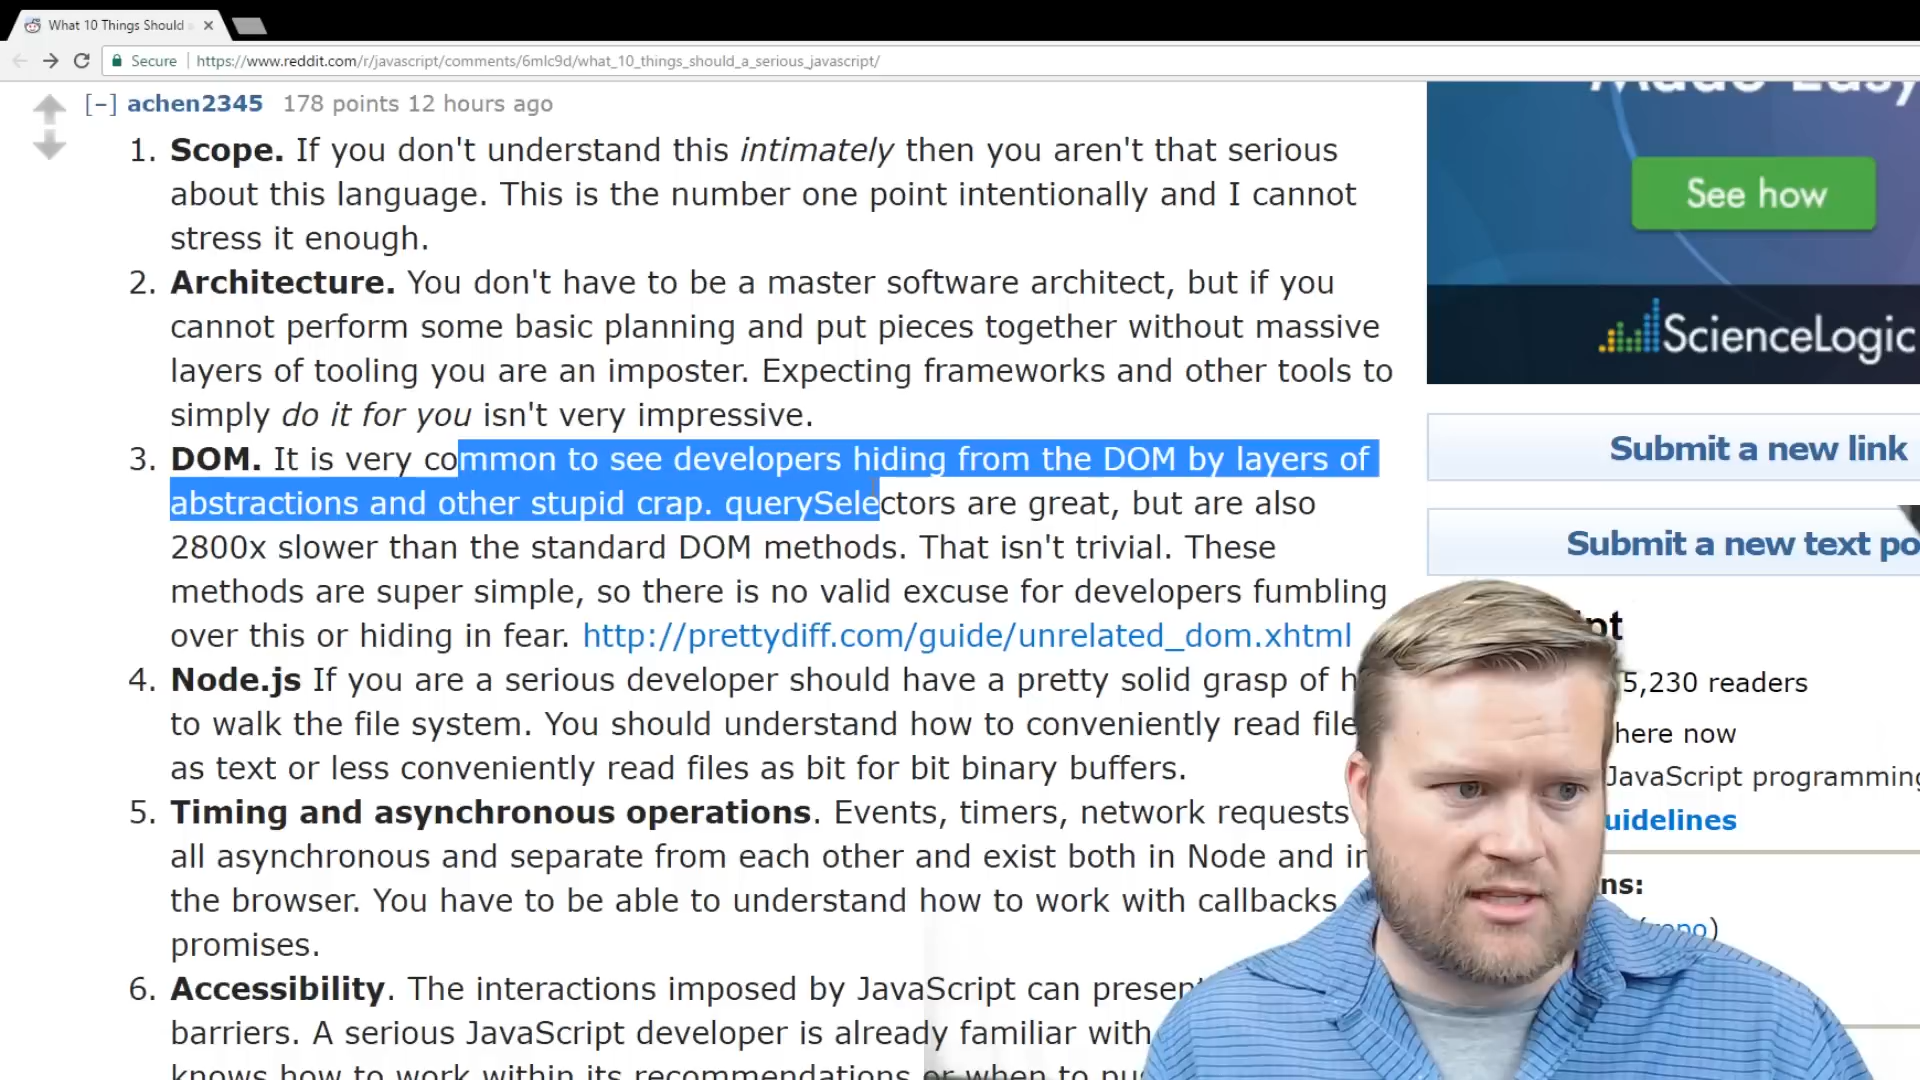 What 10 Things Should
Secure
https://www.reddit.com/r/javascript/comments/6mlc9d/what_10_things_should_a_serious_javascript/
[–] achen2345 178 points 12 hours ago
1. Scope. If you don't understand this intimately then you aren't that serious
about this language. This is the number one point intentionally and I cannot
stress it enough.
2. Architecture. You don't have to be a master software architect, but if you
cannot perform some basic planning and put pieces together without massive
layers of tooling you are an imposter. Expecting frameworks and other tools to
simply do it for you isn't very impressive.
3. DOM. It is very common to see developers hiding from the DOM by layers of
abstractions and other stupid crap. querySelectors are great, but are also
2800x slower than the standard DOM methods. That isn't trivial. These
methods are super simple, so there is no valid excuse for developers fumbling
over this or hiding in fear. http://prettydiff.com/guide/unrelated_dom.xhtml
4. Node.js If you are a serious developer should have a pretty solid grasp of h
to walk the file system. You should understand how to conveniently read file
as text or less conveniently read files as bit for bit binary buffers.
5. Timing and asynchronous operations. Events, timers, network requests
all asynchronous and separate from each other and exist both in Node and in
the browser. You have to be able to understand how to work with callbacks
promises.
6. Accessibility. The interactions imposed by JavaScript can present
barriers. A serious JavaScript developer is already familiar with
knows how to work within its recommendations or when to pu
Made Easy
See how
ScienceLogic
Submit a new link
Submit a new text po
pt
5,230 readers
here now
JavaScript programming
uidelines
ns:
(repo)